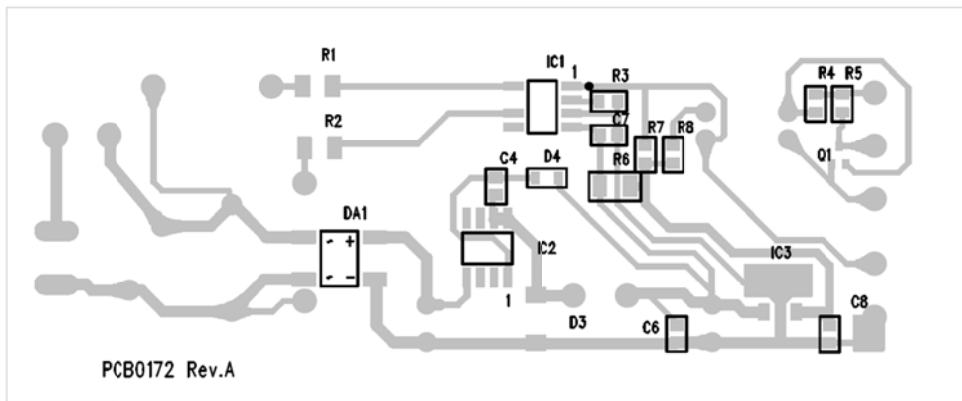 R1
IC1
1
R3
R4
R5
R2
C7
R7
R8
Q1
C4
D4
R6
DA1
~ +
~ -
IC2
IC3
1
C6
D3
C8
PCB0172 Rev.A